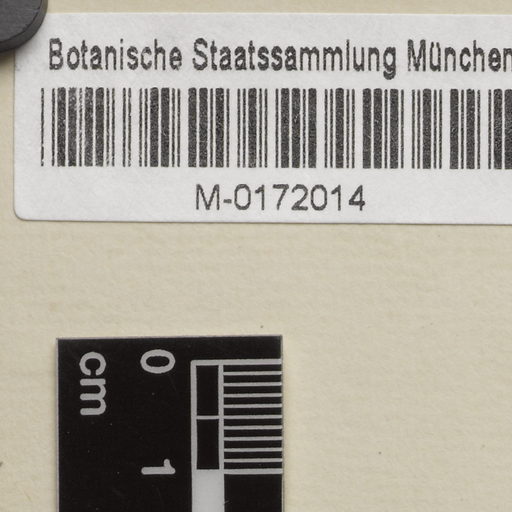 Botanische Staatssammlung München
M-0172014
cm
0
1